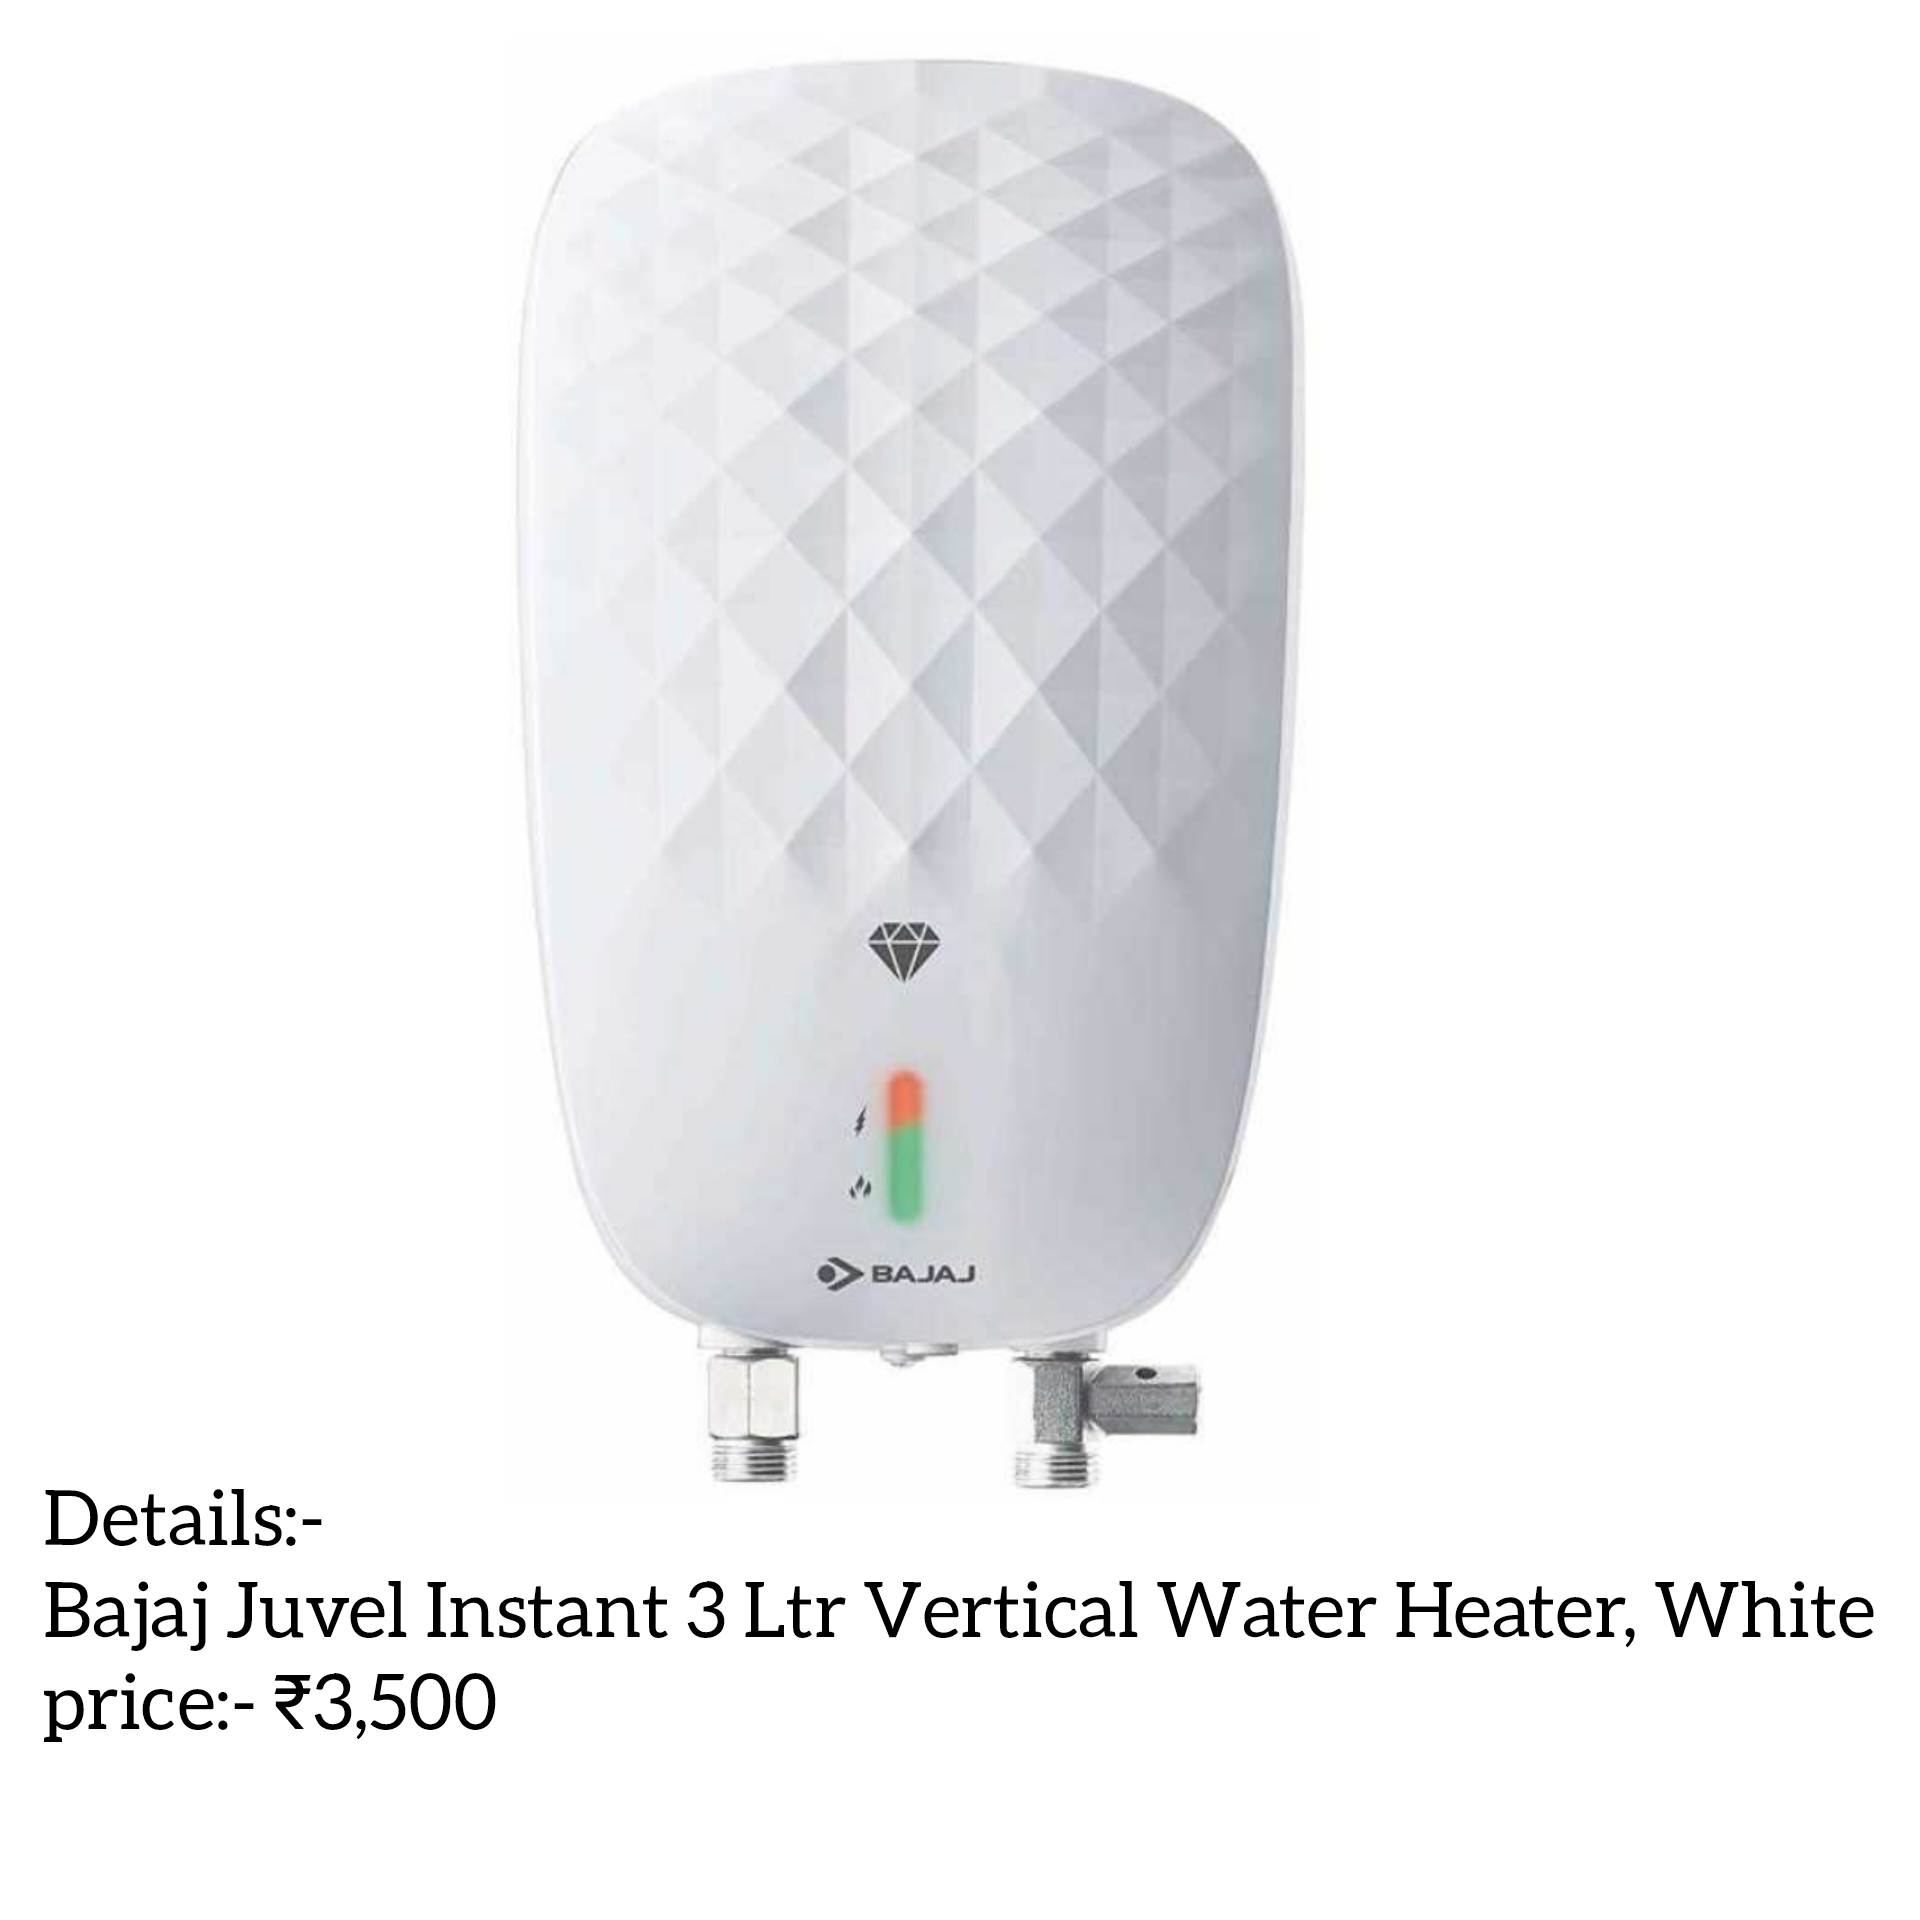 BAJAJ
Details:-
Bajaj Juvel Instant 3 Ltr Vertical Water Heater, White
price:- ₹3,500